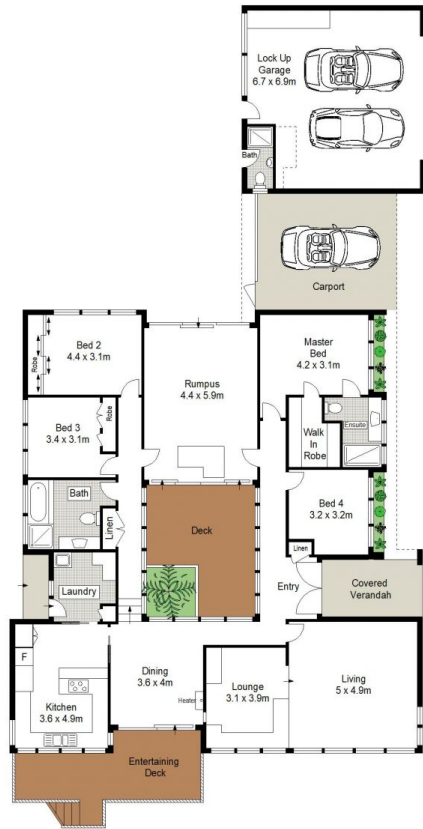 Lock Up
Garage
6.7 x 6.9m
Bath
Carport
Bed 2
4.4 x 3.1m
Robe
Rumpus
4.4 x 5.9m
Master
Bed
4.2 x 3.1m
Bed 3
3.4 x 3.1m
Robe
Walk
In
Robe
Ensuite
Bath
Linen
Deck
Bed 4
3.2 x 3.2m
Linen
Laundry
Entry
Covered
Verandah
F
Kitchen
3.6 x 4.9m
Dining
3.6 x 4m
Heater
Lounge
3.1 x 3.9m
Living
5 x 4.9m
Entertaining
Deck